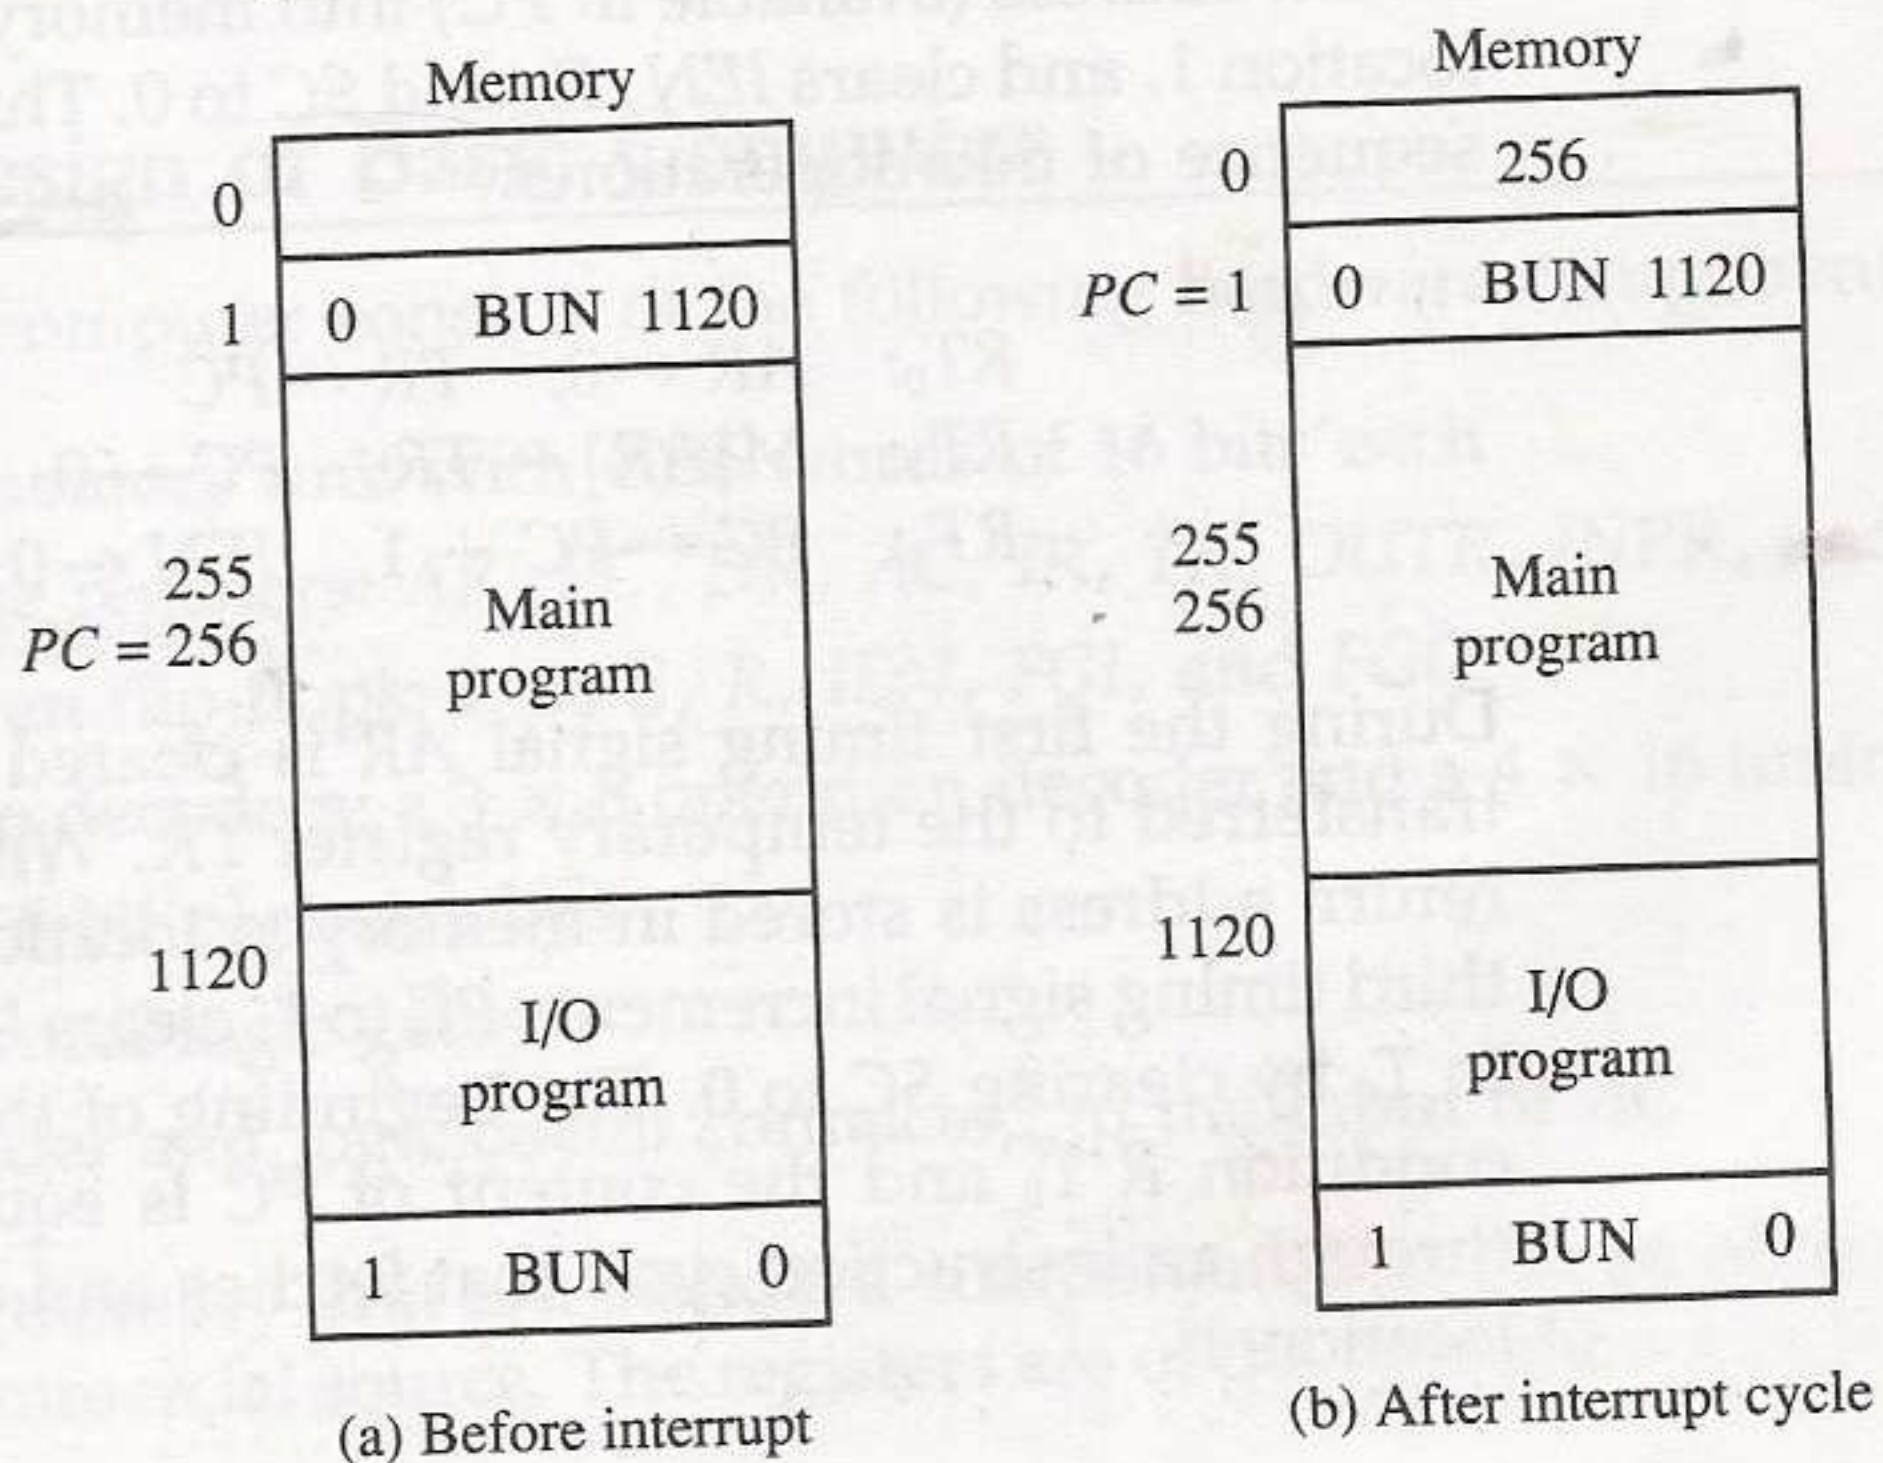 Memory
0
1 0 BUN 1120
255
PC = 256
Main
program
1120
I/O
program
1 BUN 0
(a) Before interrupt
Memory
0 256
PC = 1 0 BUN 1120
255
256
Main
program
1120
I/O
program
1 BUN 0
(b) After interrupt cycle